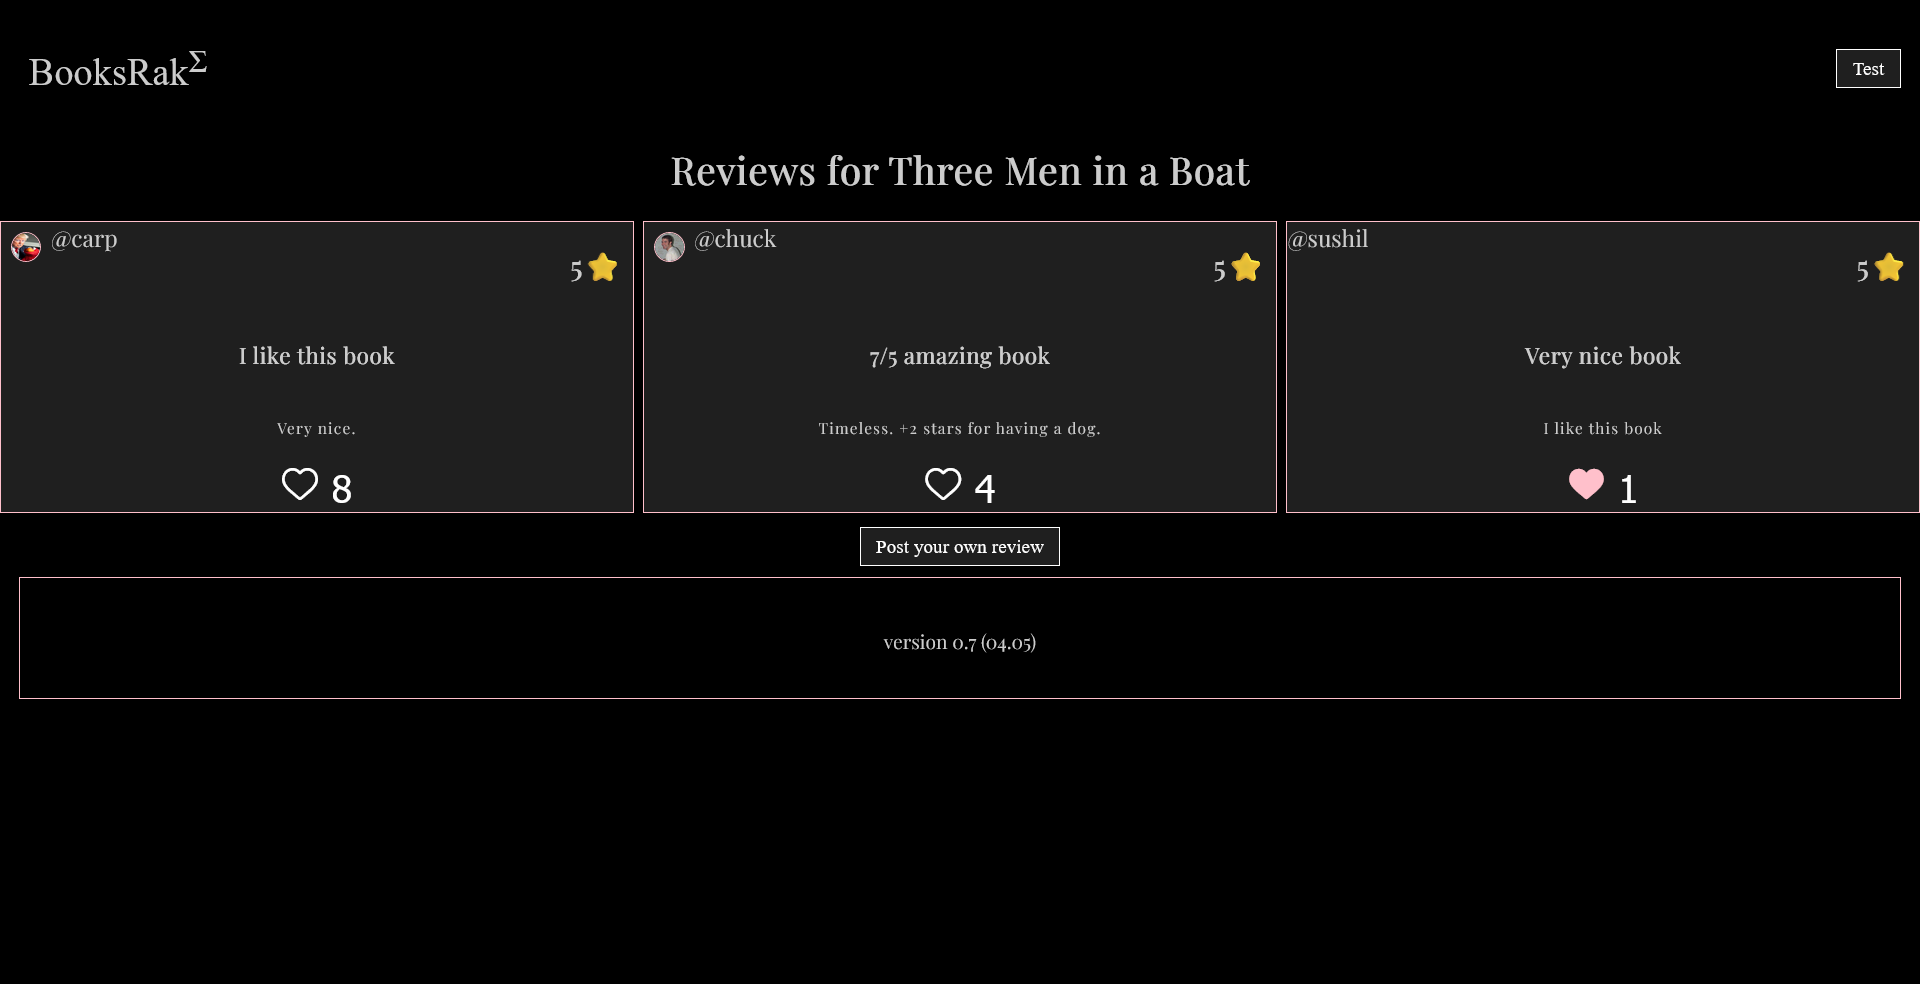 BooksRakΣ
Test
Reviews for Three Men in a Boat
@carp
5
I like this book
Very nice.
8
@chuck
5
7/5 amazing book
Timeless. +2 stars for having a dog.
4
@sushil
5
Very nice book
I like this book
1
Post your own review
version 0.7 (04.05)